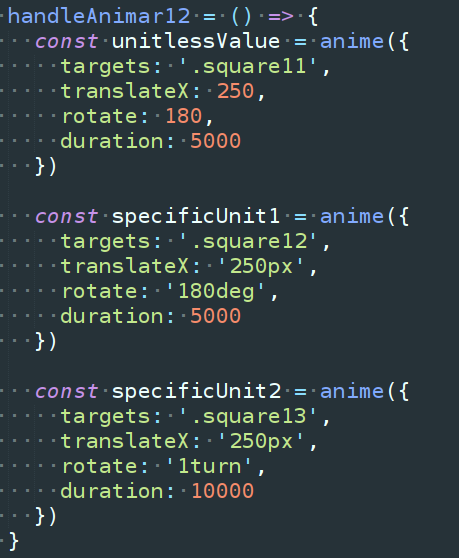 handleAnimar12 = () => {
  const unitlessValue = anime({
    targets: '.square11',
    translateX: 250,
    rotate: 180,
    duration: 5000
  })

  const specificUnit1 = anime({
    targets: '.square12',
    translateX: '250px',
    rotate: '180deg',
    duration: 5000
  })

  const specificUnit2 = anime({
    targets: '.square13',
    translateX: '250px',
    rotate: '1turn',
    duration: 10000
  })
}